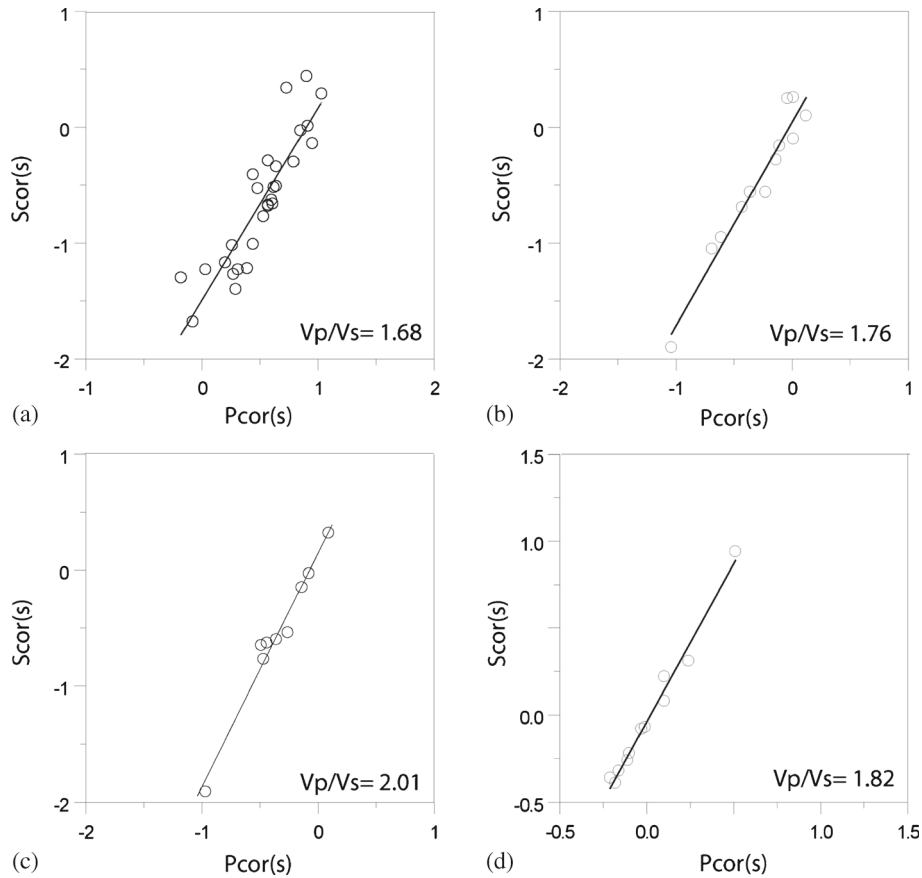 1
0
-1
-2
Scor(s)
Vp/Vs= 1.68
-1 0 1 2
(a) Pcor(s)
1
0
-1
-2
Scor(s)
Vp/Vs= 1.76
-2 -1 0 1
(b) Pcor(s)
1
0
-1
-2
Scor(s)
Vp/Vs= 2.01
-2 -1 0 1
(c) Pcor(s)
1.5
1.0
0.0
-0.5
Scor(s)
Vp/Vs= 1.82
-0.5 0.0 1.0 1.5
(d) Pcor(s)